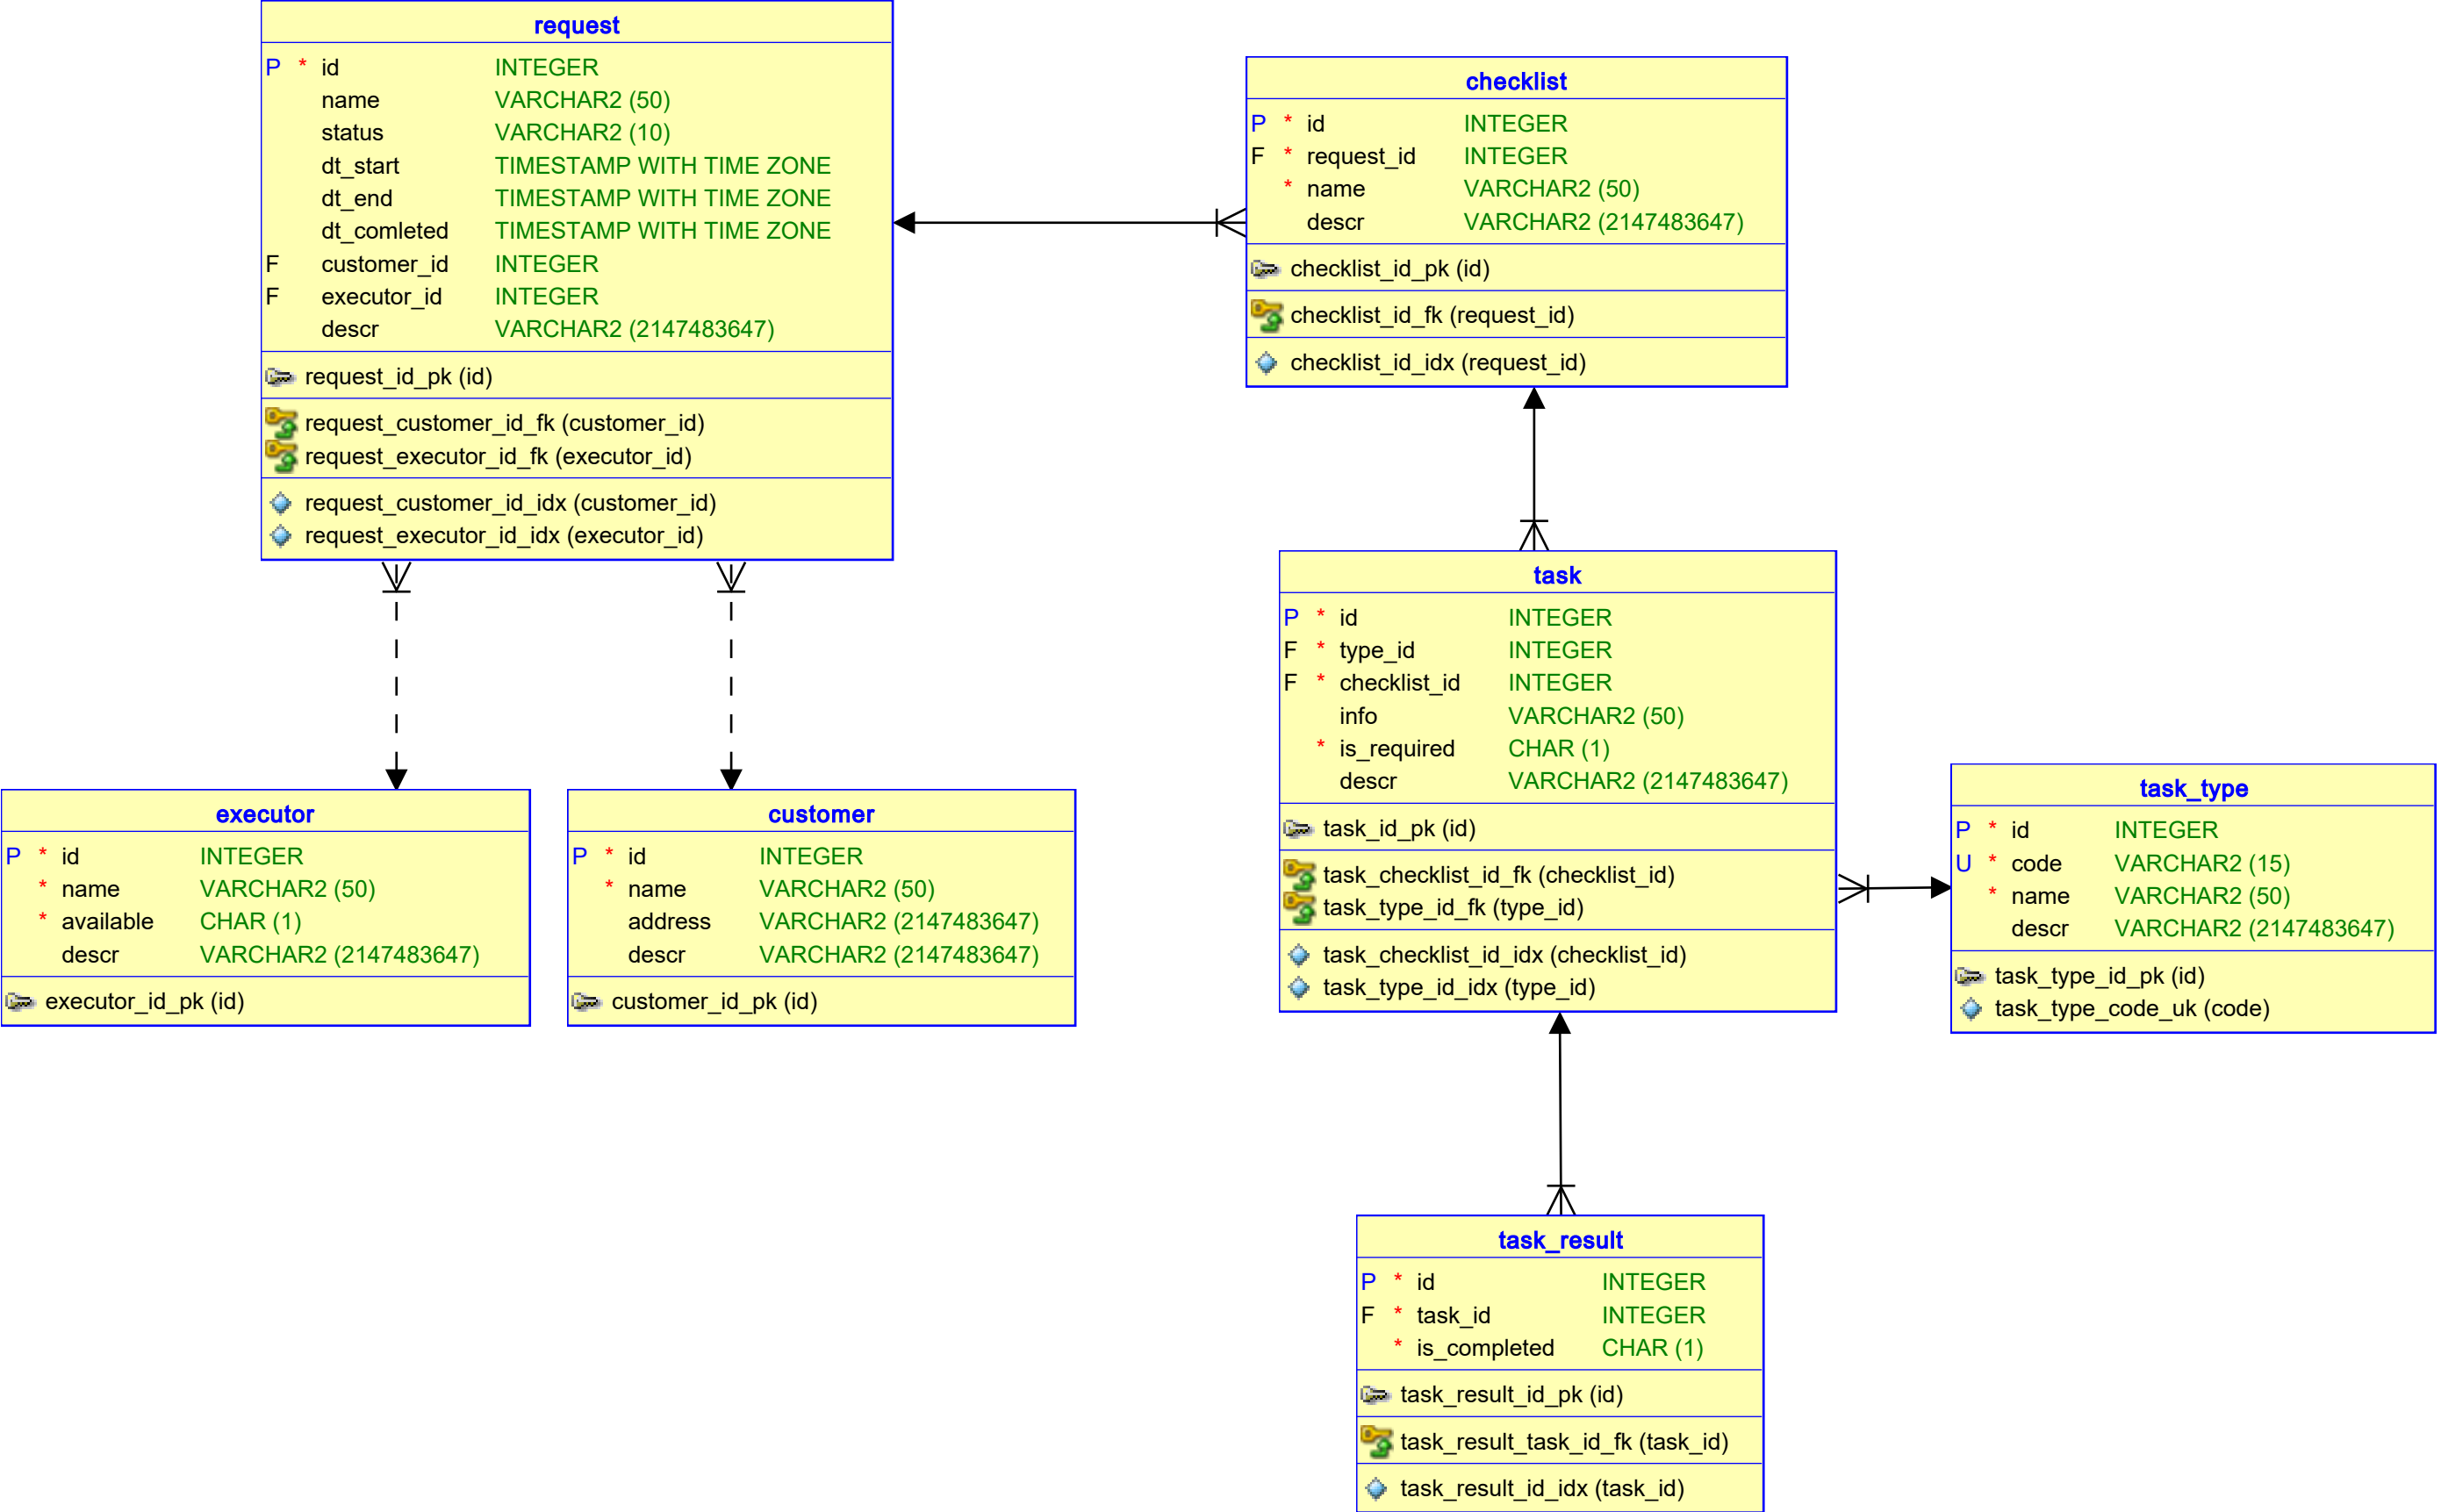 request
P * id INTEGER
name VARCHAR2 (50)
status VARCHAR2 (10)
dt_start TIMESTAMP WITH TIME ZONE
dt_end TIMESTAMP WITH TIME ZONE
dt_comleted TIMESTAMP WITH TIME ZONE
F customer_id INTEGER
F executor_id INTEGER
descr VARCHAR2 (2147483647)
request_id_pk (id)
request_customer_id_fk (customer_id)
request_executor_id_fk (executor_id)
request_customer_id_idx (customer_id)
request_executor_id_idx (executor_id)
checklist
P * id INTEGER
F * request_id INTEGER
* name VARCHAR2 (50)
descr VARCHAR2 (2147483647)
checklist_id_pk (id)
checklist_id_fk (request_id)
checklist_id_idx (request_id)
task
P * id INTEGER
F * type_id INTEGER
F * checklist_id INTEGER
info VARCHAR2 (50)
* is_required CHAR (1)
descr VARCHAR2 (2147483647)
task_id_pk (id)
task_checklist_id_fk (checklist_id)
task_type_id_fk (type_id)
task_checklist_id_idx (checklist_id)
task_type_id_idx (type_id)
executor
P * id INTEGER
* name VARCHAR2 (50)
* available CHAR (1)
descr VARCHAR2 (2147483647)
executor_id_pk (id)
customer
P * id INTEGER
* name VARCHAR2 (50)
address VARCHAR2 (2147483647)
descr VARCHAR2 (2147483647)
customer_id_pk (id)
task_type
P * id INTEGER
U * code VARCHAR2 (15)
* name VARCHAR2 (50)
descr VARCHAR2 (2147483647)
task_type_id_pk (id)
task_type_code_uk (code)
task_result
P * id INTEGER
F * task_id INTEGER
* is_completed CHAR (1)
task_result_id_pk (id)
task_result_task_id_fk (task_id)
task_result_id_idx (task_id)